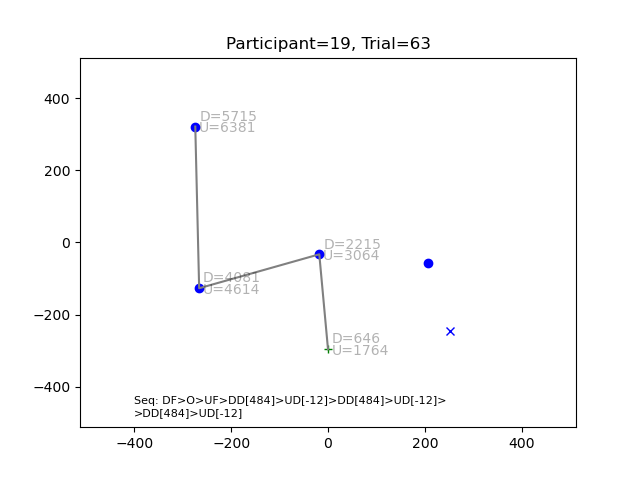 Participant=19, Trial=63
400
200
0
−200
−400
D=5715
U=6381
D=2215
U=3064
D=4081
U=4614
D=646
U=1764
Seq: DF>O>UF>DD[484]>UD[-12]>DD[484]>UD[-12]>
>DD[484]>UD[-12]
−400 −200 0 200 400